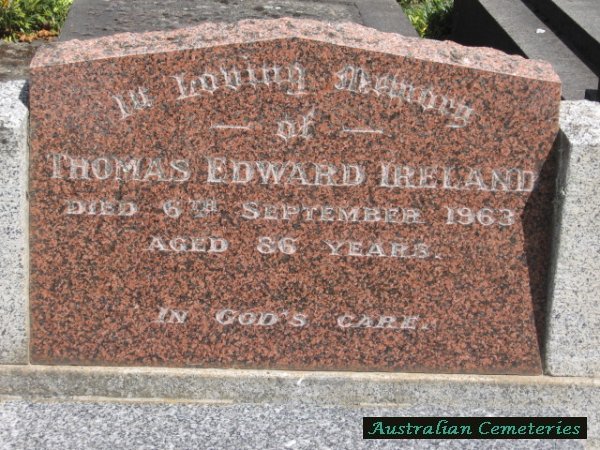 In Loving Memory
of
THOMAS EDWARD IRELAND
DIED 6TH SEPTEMBER 1963
AGED 86 YEARS.
IN GOD'S CARE.
Australian Cemeteries